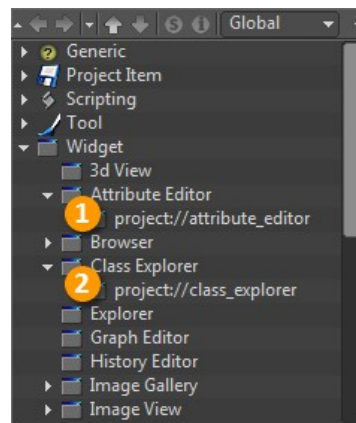 Global
Generic
Project Item
Scripting
Tool
Widget
3d View
Attribute Editor
1
project://attribute_editor
Browser
Class Explorer
2
project://class_explorer
Explorer
Graph Editor
History Editor
Image Gallery
Image View